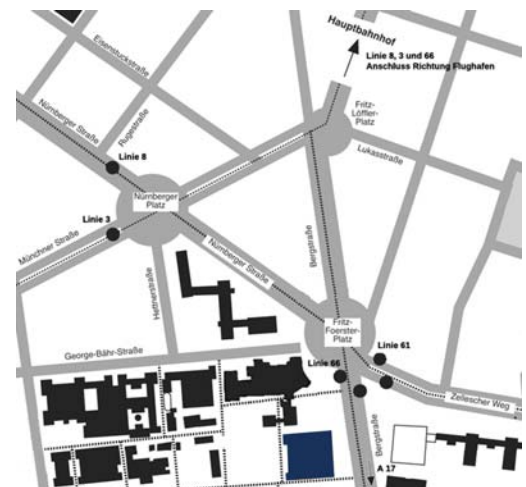 Hauptbahnhof
Linie 8, 3 und 66
Anschluss Richtung Flughafen
Eisenstuckstraße
Nürnberger Straße
Rugestraße
Fritz-
Löffler-
Platz
Lukasstraße
Linie 8
Nürnberger
Platz
Linie 3
Münchner Straße
Bergstraße
Nürnberger Straße
Hettnerstraße
Fritz-
Foerster-
Platz
George-Bähr-Straße
Linie 61
Linie 66
Zellescher Weg
Bergstraße
A 17